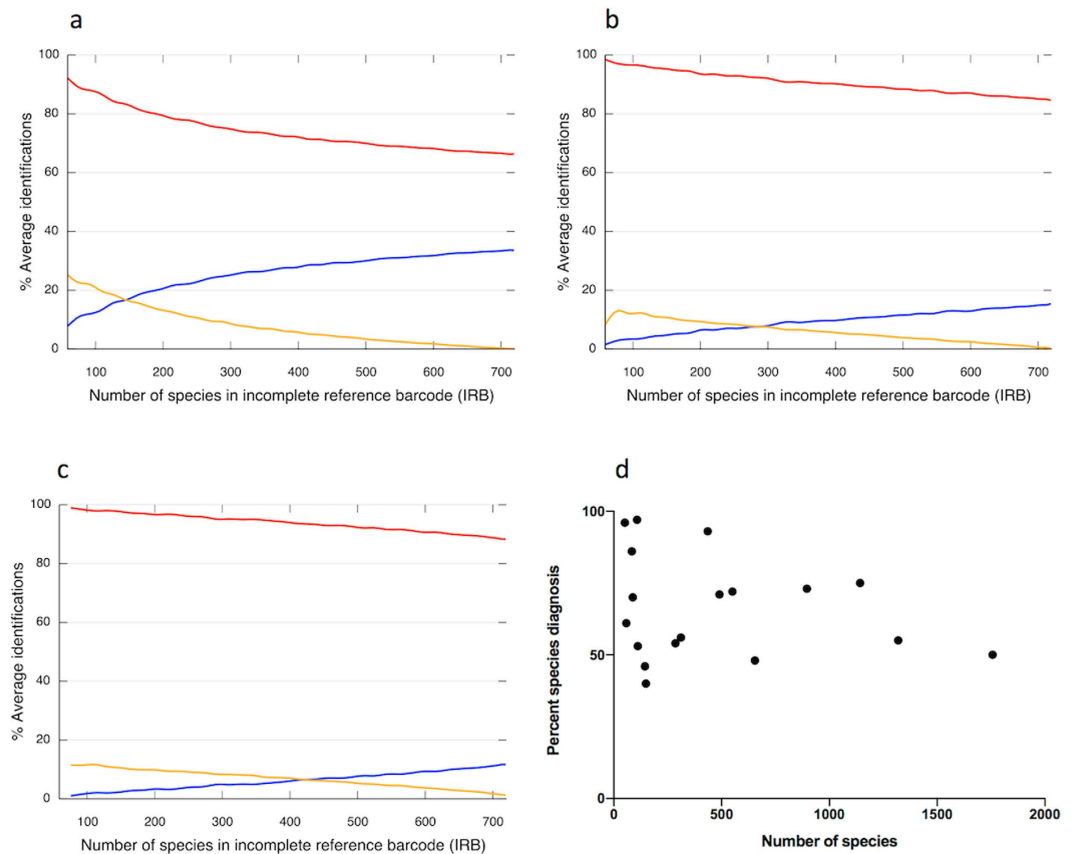 a
100
80
60
40
20
0
% Average identifications
100 200 300 400 500 600 700
Number of species in incomplete reference barcode (IRB)
b
100
80
60
40
20
0
% Average identifications
100 200 300 400 500 600 700
Number of species in incomplete reference barcode (IRB)
c
100
80
60
40
20
0
% Average identifications
100 200 300 400 500 600 700
Number of species in incomplete reference barcode (IRB)
d
100
50
0
Percent species diagnosis
0 500 1000 1500 2000
Number of species